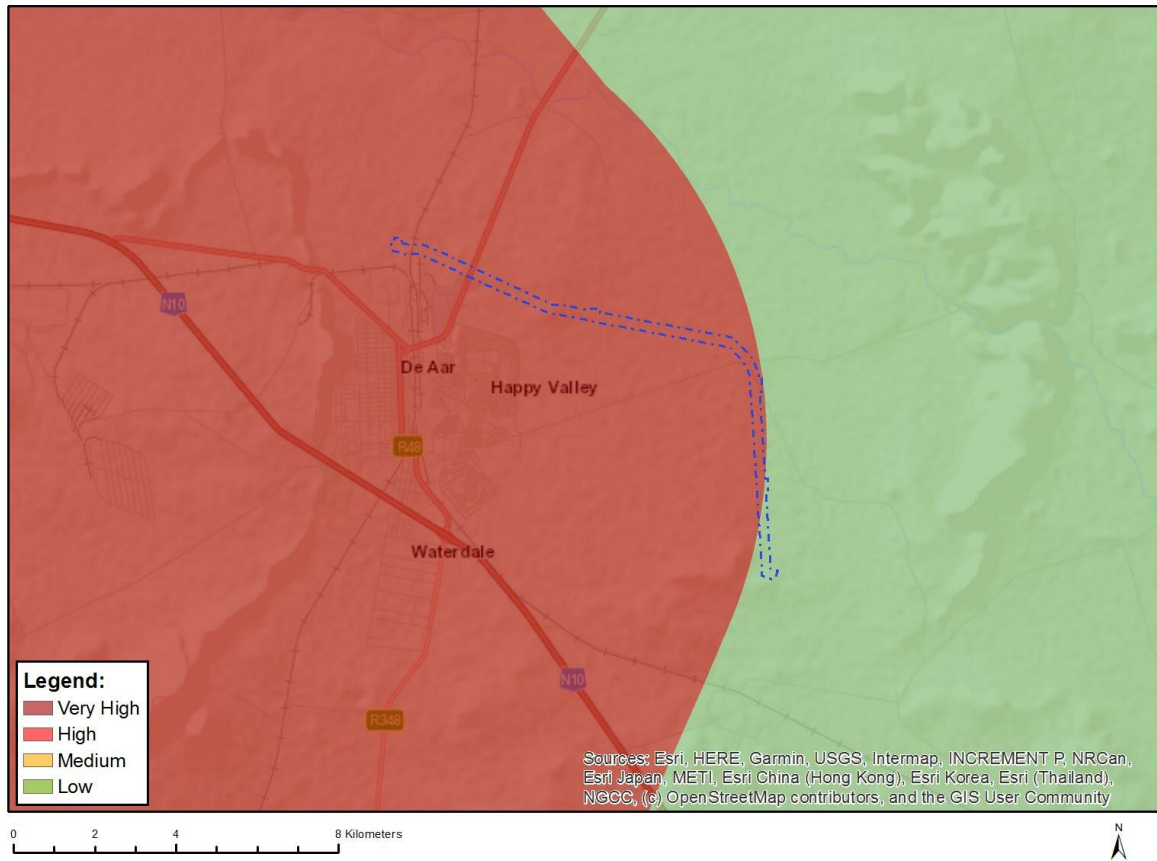 N10
De Aar
Happy Valley
R48
Waterdale
N10
R348
Legend:
Very High
High
Medium
Low
Sources: Esri, HERE, Garmin, USGS, Intermap, INCREMENT P, NRCan,
Esri Japan, METI, Esri China (Hong Kong), Esri Korea, Esri (Thailand),
NGCC, (c) OpenStreetMap contributors, and the GIS User Community
0 2 4 8 Kilometers
N